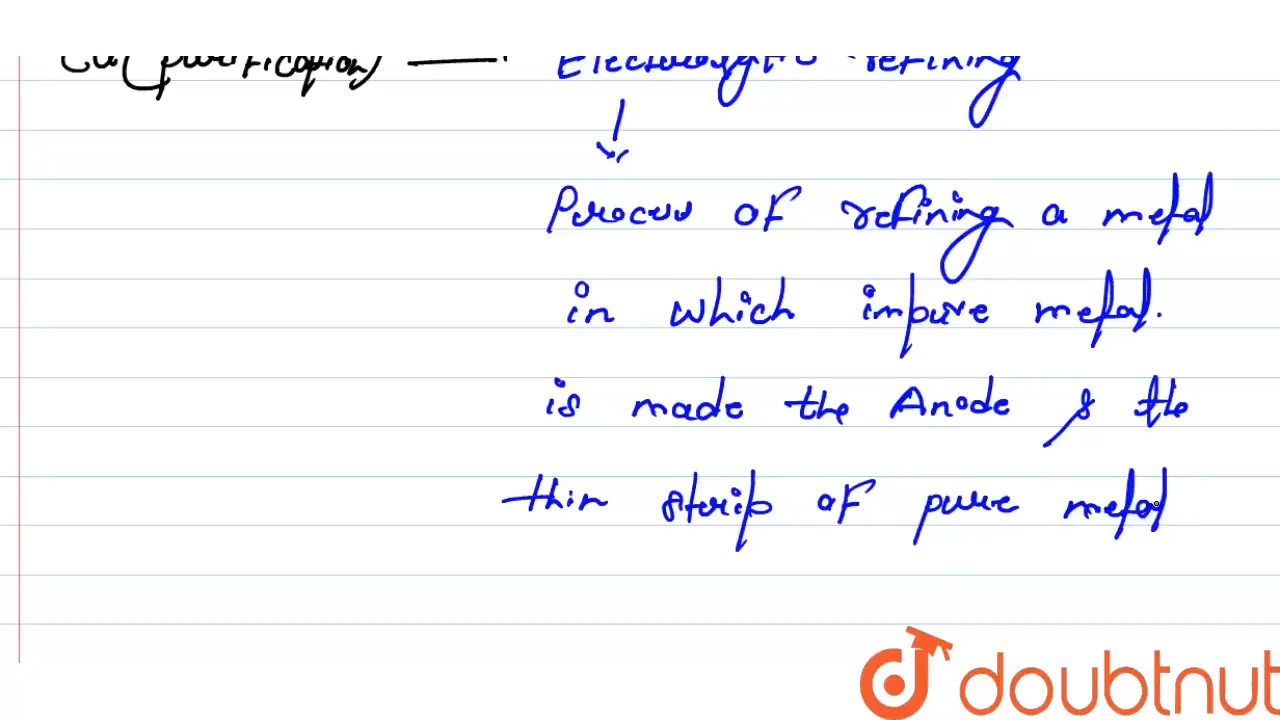 Cu (purification) — Electrolytic refining
Process of refining a metal
in which impure metal.
is made the Anode & the
thin strip of pure metal
doubtnut